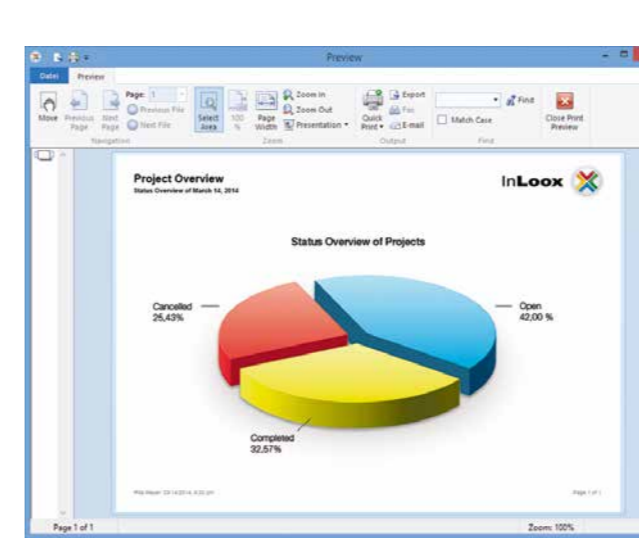 Preview
Datei Preview
Move
Previous Page
Next Page
Page: 1
Previous File
Next File
Navigation
Select Area
100 %
Page Width
Zoom In
Zoom Out
Presentation
Zoom
Quick Print
Export
Fax
E-mail
Output
Find
Match Case
Find
Close Print Preview
Project Overview
Status Overview of March 14, 2014
InLoox
Status Overview of Projects
Cancelled
25,43%
Open
42,00 %
Completed
32,57%
Page 1 of 1
Page 1 of 1
Zoom: 100%